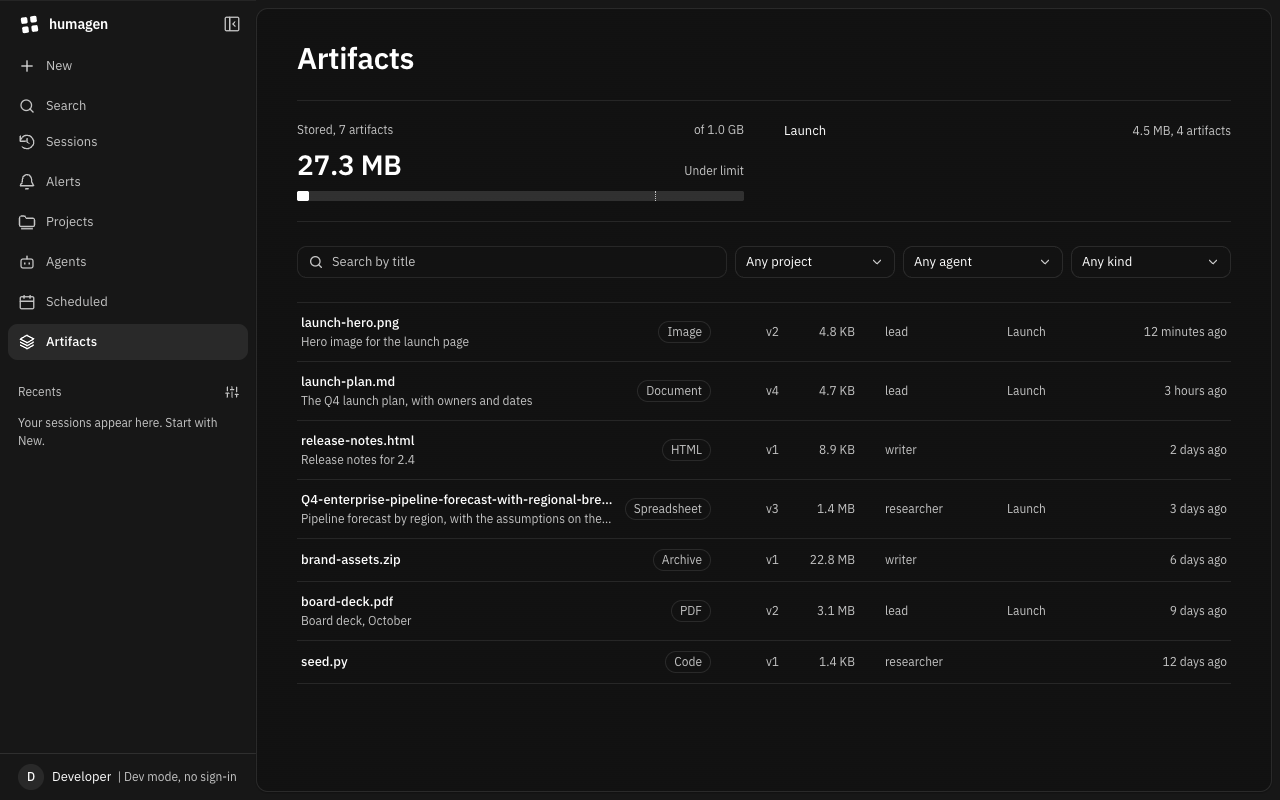 humagen
New
Search
Sessions
Alerts
Projects
Agents
Scheduled
Artifacts
Recents
Your sessions appear here. Start with
New.
D Developer | Dev mode, no sign-in
Artifacts
Stored, 7 artifacts of 1.0 GB
27.3 MB Under limit
Launch 4.5 MB, 4 artifacts
Search by title Any project Any agent Any kind
launch-hero.png
Hero image for the launch page
Image v2 4.8 KB lead Launch 12 minutes ago
launch-plan.md
The Q4 launch plan, with owners and dates
Document v4 4.7 KB lead Launch 3 hours ago
release-notes.html
Release notes for 2.4
HTML v1 8.9 KB writer 2 days ago
Q4-enterprise-pipeline-forecast-with-regional-bre...
Pipeline forecast by region, with the assumptions on the...
Spreadsheet v3 1.4 MB researcher Launch 3 days ago
brand-assets.zip Archive v1 22.8 MB writer 6 days ago
board-deck.pdf
Board deck, October
PDF v2 3.1 MB lead Launch 9 days ago
seed.py Code v1 1.4 KB researcher 12 days ago